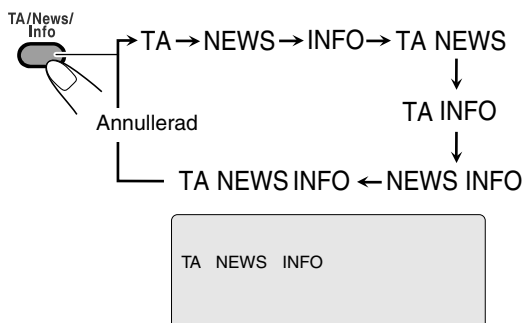 TA/News/
Info
→TA→NEWS→INFO→TA NEWS
↓
TA INFO
↓
Annullerad
TA NEWS INFO ←NEWS INFO
TA NEWS INFO